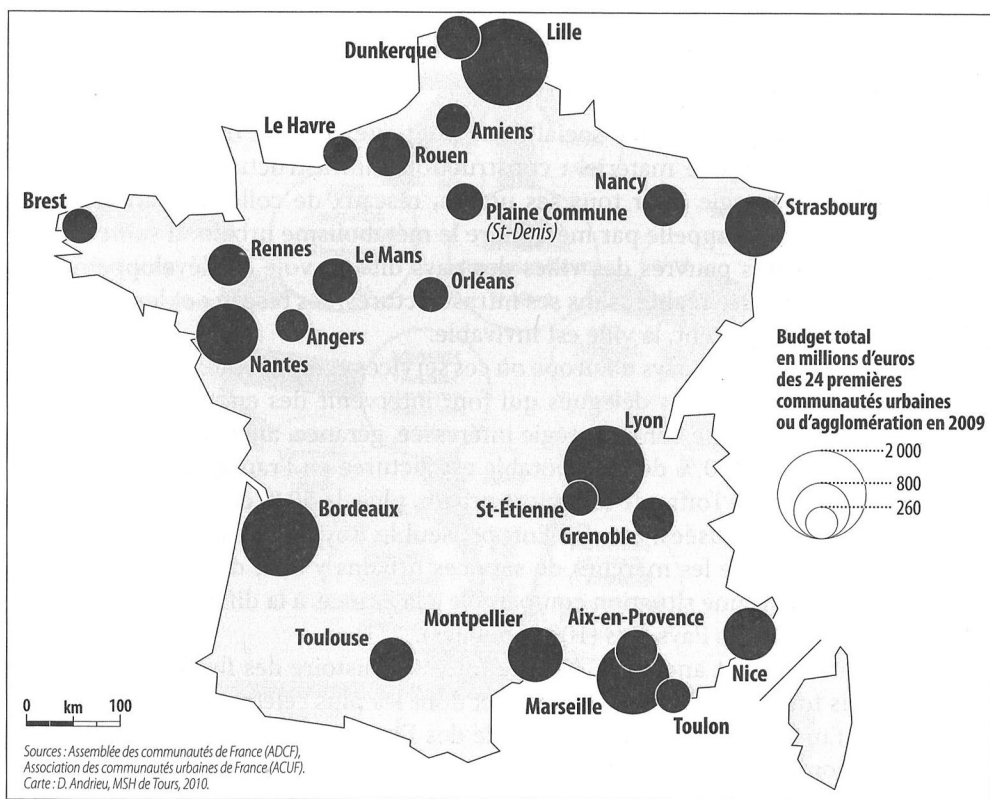 Dunkerque
Lille
Le Havre
Amiens
Rouen
Nancy
Brest
Plaine Commune
(St-Denis)
Strasbourg
Rennes
Le Mans
Orléans
Angers
Nantes
Budget total
en millions d'euros
des 24 premières
communautés urbaines
ou d'agglomération en 2009
2 000
800
260
Lyon
St-Étienne
Grenoble
Bordeaux
Montpellier
Aix-en-Provence
Toulouse
Nice
Marseille
Toulon
0 km 100
Sources : Assemblée des communautés de France (ADCF),
Association des communautés urbaines de France (ACUF).
Carte : D. Andrieu, MSH de Tours, 2010.